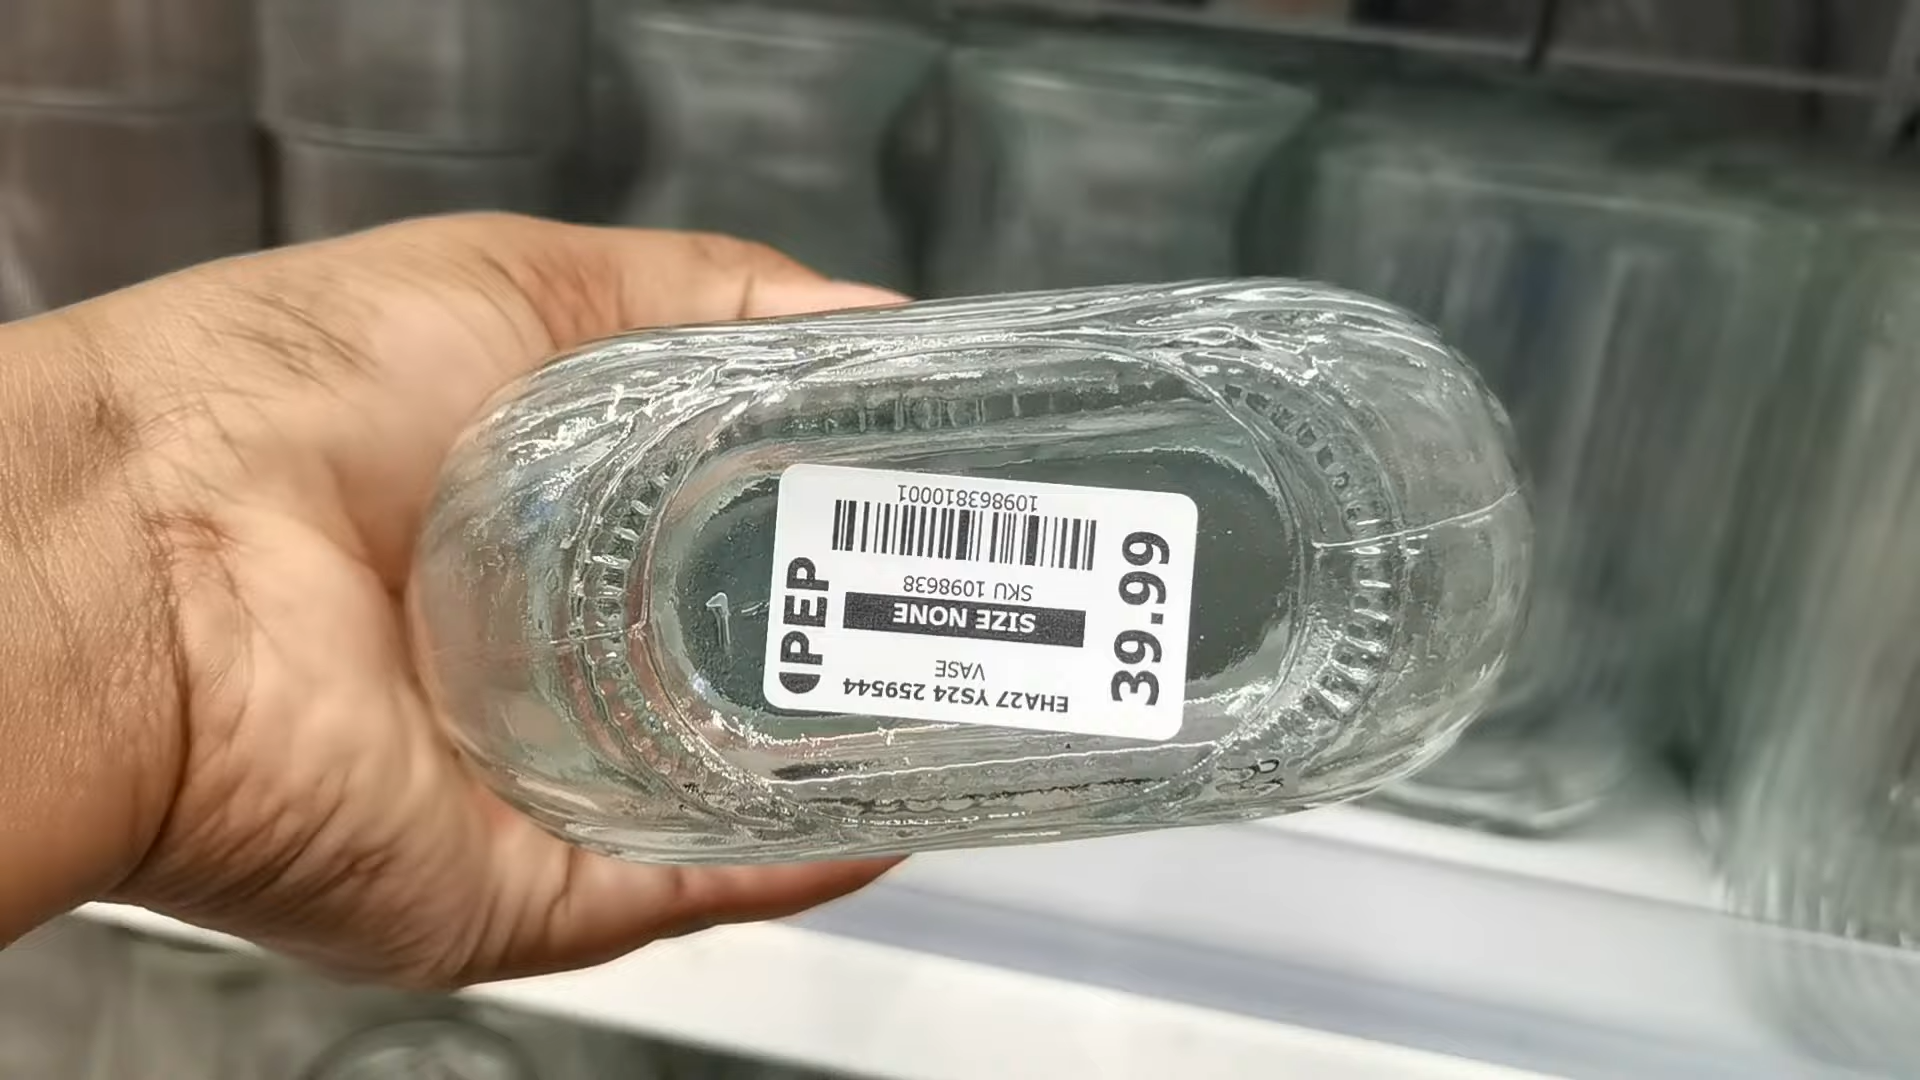 EHA27 YS24 259544
VASE
SIZE NONE
SKU 1098638
109863810001
PEP
39.99